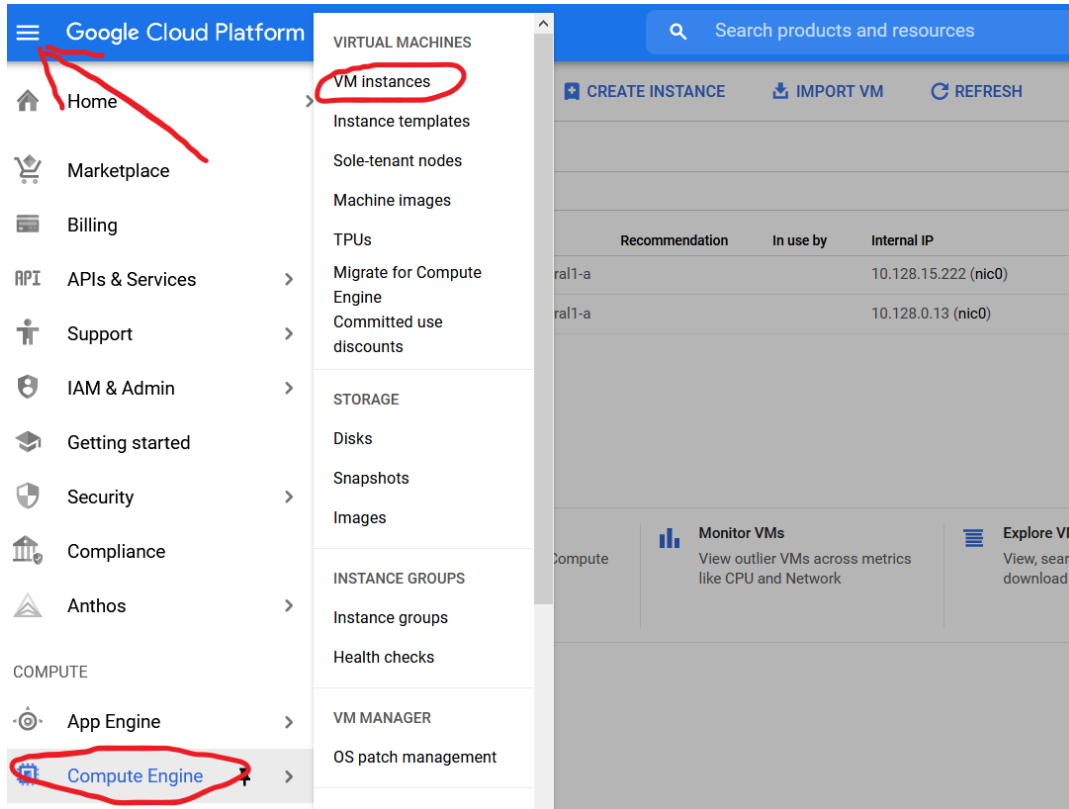 Google Cloud Platform
Search products and resources
Home
Marketplace
Billing
API APIs & Services
Support
IAM & Admin
Getting started
Security
Compliance
Anthos
COMPUTE
App Engine
Compute Engine
VIRTUAL MACHINES
VM instances
Instance templates
Sole-tenant nodes
Machine images
TPUs
Migrate for Compute
Engine
Committed use
discounts
STORAGE
Disks
Snapshots
Images
INSTANCE GROUPS
Instance groups
Health checks
VM MANAGER
OS patch management
CREATE INSTANCE IMPORT VM REFRESH
Recommendation In use by Internal IP
ral1-a 10.128.15.222 (nic0)
ral1-a 10.128.0.13 (nic0)
Compute
Monitor VMs
View outlier VMs across metrics
like CPU and Network
Explore
View, sear
download